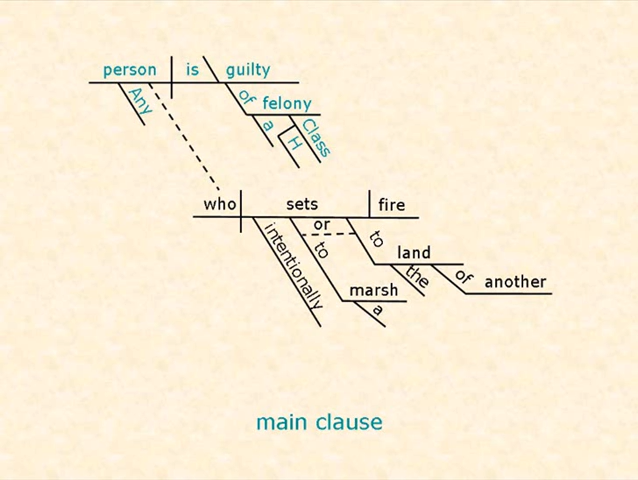 person is guilty
Any
of felony
a
H
Class
who sets fire
or
intentionally
to
to
land
the
of
another
marsh
a
main clause